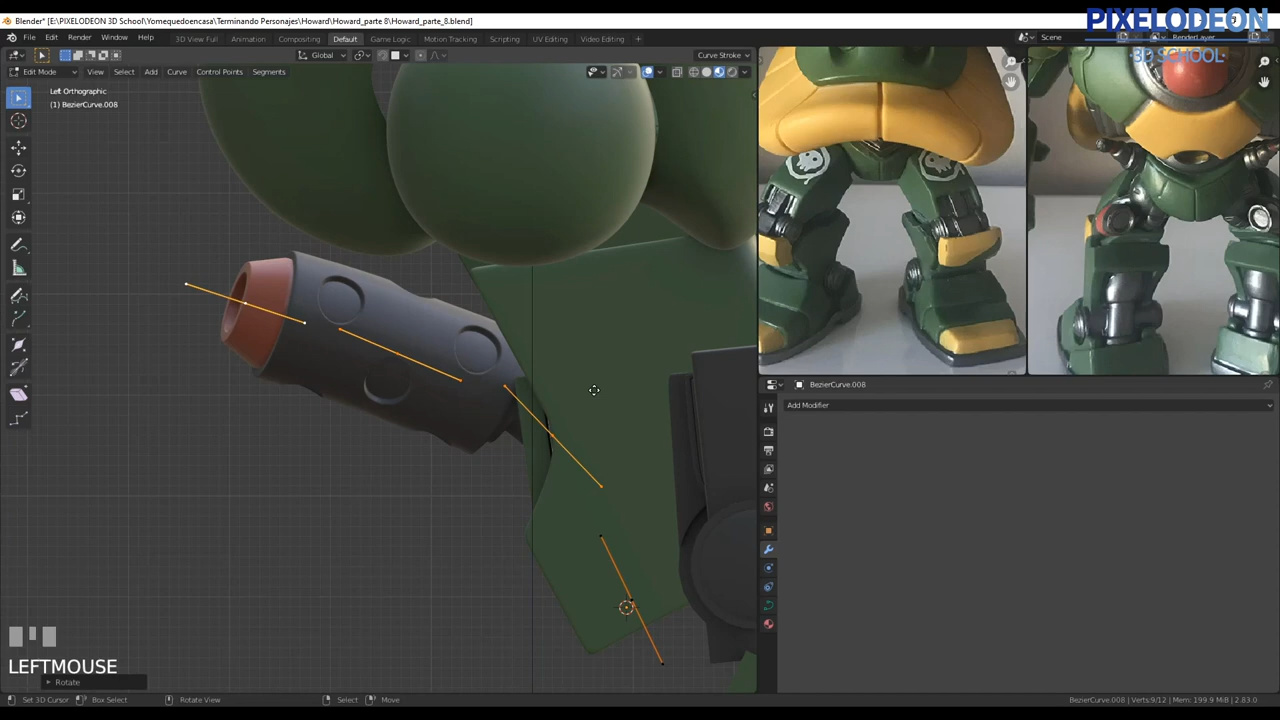 Blender* [E:\PIXELODEON 3D School\Yomequedoencasa\Terminando Personajes\Howard\Howard_parte 8\Howard_parte_8.blend]
PIXELODEON
3D SCHOOL
File Edit Render Window Help
3D View Full Animation Compositing Default Game Logic Motion Tracking Scripting UV Editing Video Editing +
Scene
RenderLayer
Global
Curve Stroke
Edit Mode View Select Add Curve Control Points Segments
Left Orthographic
(1) BezierCurve.008
BezierCurve.008
Add Modifier
LEFTMOUSE
Rotate
Set 3D Cursor Box Select Rotate View Select Move
BezierCurve.008 | Verts:9/12 | Mem: 199.9 MiB | 2.83.0